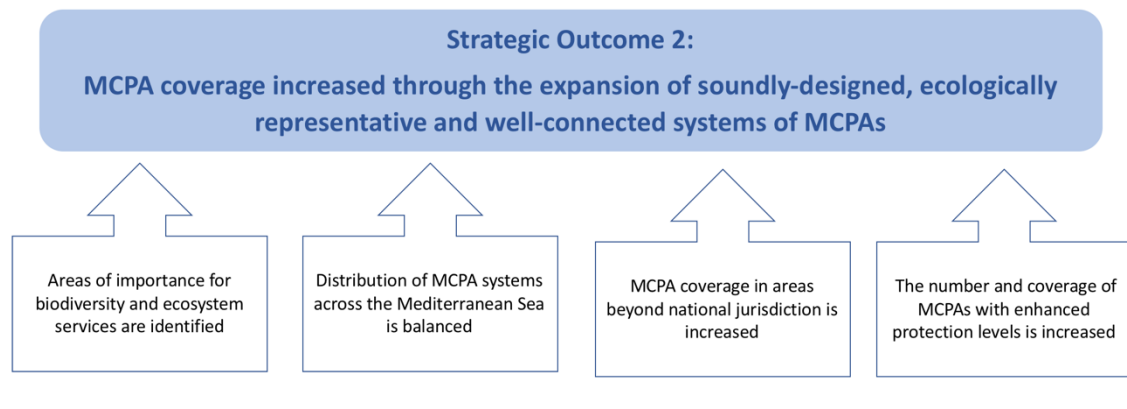 Strategic Outcome 2:
MCPA coverage increased through the expansion of soundly-designed, ecologically
representative and well-connected systems of MCPAs
Areas of importance for
biodiversity and ecosystem
services are identified
Distribution of MCPA systems
across the Mediterranean Sea
is balanced
MCPA coverage in areas
beyond national jurisdiction is
increased
The number and coverage of
MCPAs with enhanced
protection levels is increased